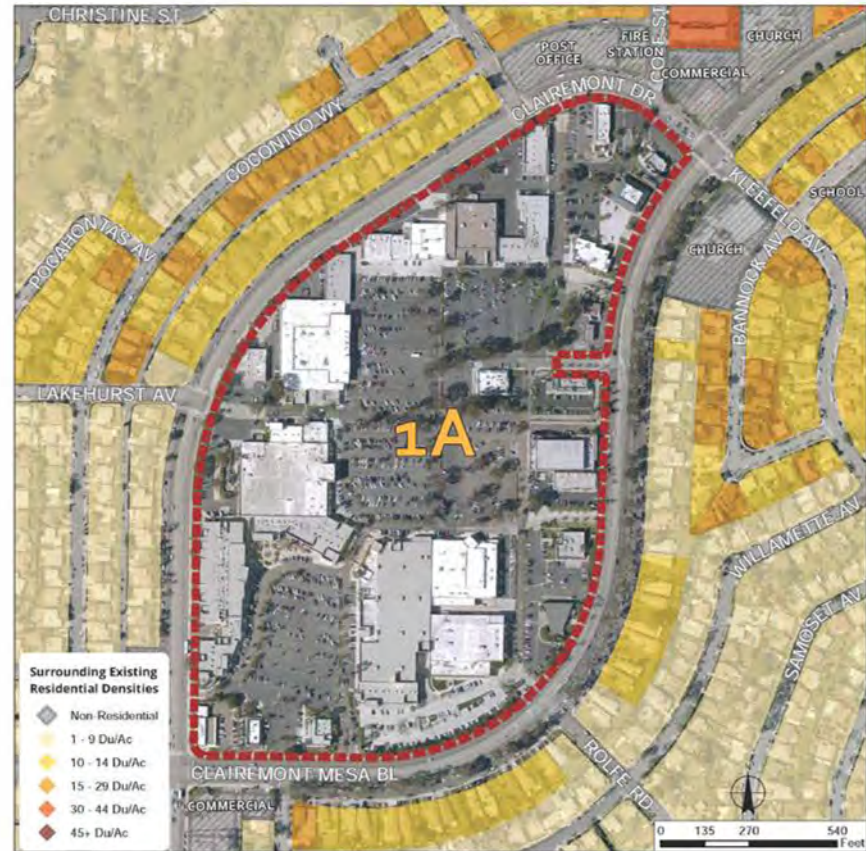 CHRISTINE ST
POST
OFFICE
FIRE
STATION
COPE ST
CHURCH
COMMERCIAL
CLAIREMONT DR
COCONINO WY
KLEEFELD AV
SCHOOL
POCAHONTAS AV
CHURCH
BANNOCK AV
LAKEHURST AV
1A
WILLAMETTE AV
SAMOSET AV
Surrounding Existing
Residential Densities
Non-Residential
1 - 9 Du/Ac
10 - 14 Du/Ac
15 - 29 Du/Ac
30 - 44 Du/Ac
45+ Du/Ac
CLAIREMONT MESA BL
ROLFE RD
COMMERCIAL
0 135 270 540
Feet